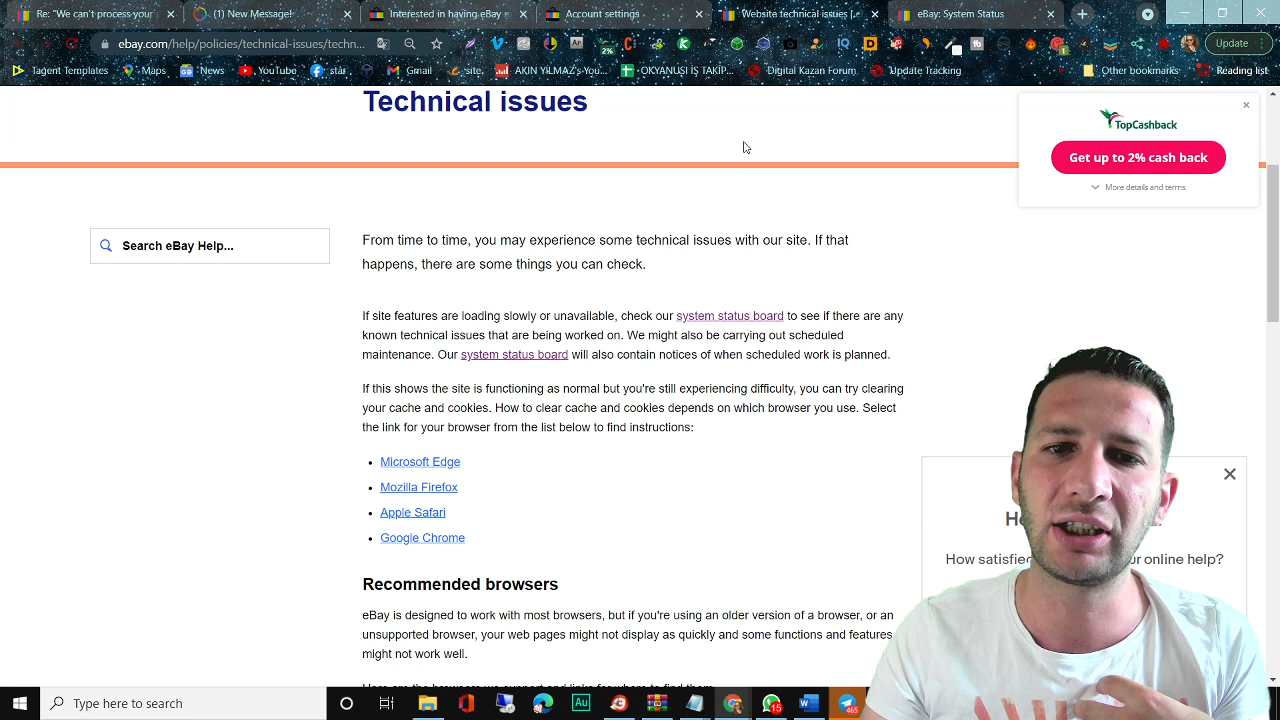 Re: "We can't process your
(1) New Message!
Interested in having eBay
Account settings
Website technical issues |
eBay: System Status
ebay.com/help/policies/technical-issues/techn...
Update
Tagent Templates
Maps
News
YouTube
star
Gmail
site.
AKIN YILMAZ's-You...
OKYANUSI İŞ TAKİP...
Digital Kazan Forum
Update Tracking
Other bookmarks
Reading list
Technical issues
TopCashback
Get up to 2% cash back
More details and terms
Search eBay Help...
From time to time, you may experience some technical issues with our site. If that
happens, there are some things you can check.
If site features are loading slowly or unavailable, check our system status board to see if there are any
known technical issues that are being worked on. We might also be carrying out scheduled
maintenance. Our system status board will also contain notices of when scheduled work is planned.
If this shows the site is functioning as normal but you're still experiencing difficulty, you can try clearing
your cache and cookies. How to clear cache and cookies depends on which browser you use. Select
the link for your browser from the list below to find instructions:
• Microsoft Edge
• Mozilla Firefox
• Apple Safari
• Google Chrome
How satisfied
ur online help?
Recommended browsers
eBay is designed to work with most browsers, but if you're using an older version of a browser, or an
unsupported browser, your web pages might not display as quickly and some functions and features
might not work well.
Type here to search
Au
15
465